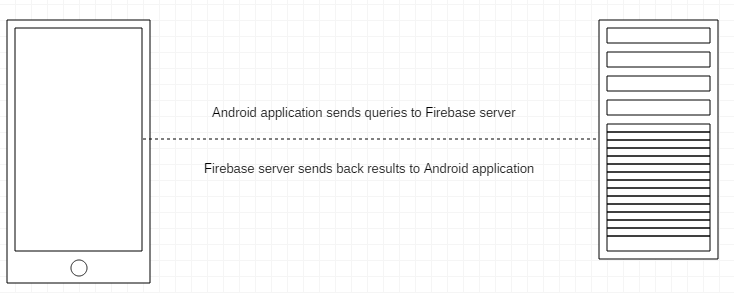 Android application sends queries to Firebase server
Firebase server sends back results to Android application